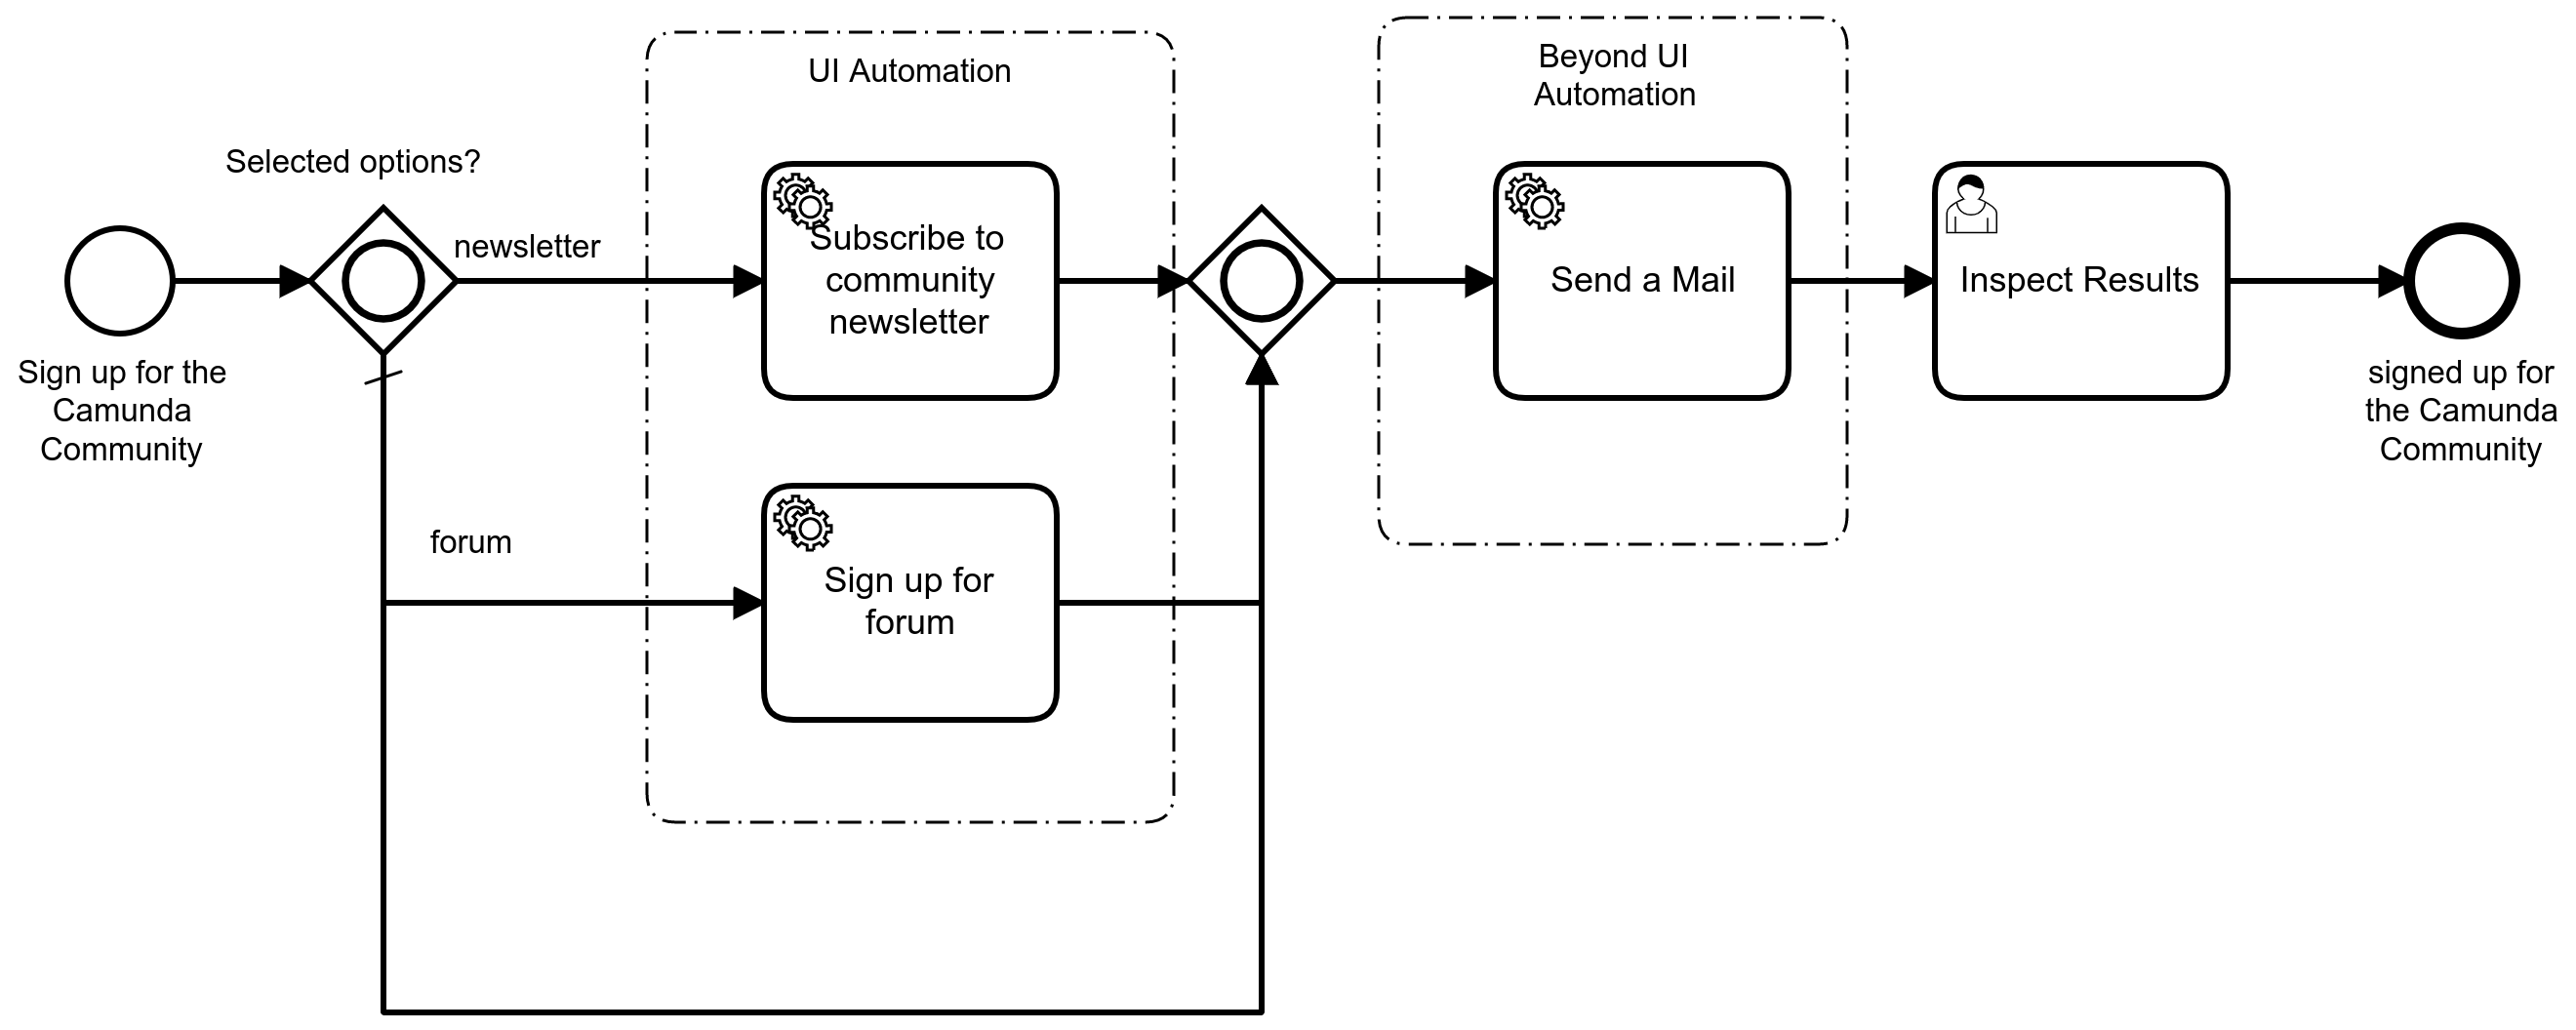 UI Automation
Beyond UI
Automation
Selected options?
newsletter
Subscribe to
community
newsletter
Send a Mail
Inspect Results
Sign up for the
Camunda
Community
signed up for
the Camunda
Community
forum
Sign up for
forum